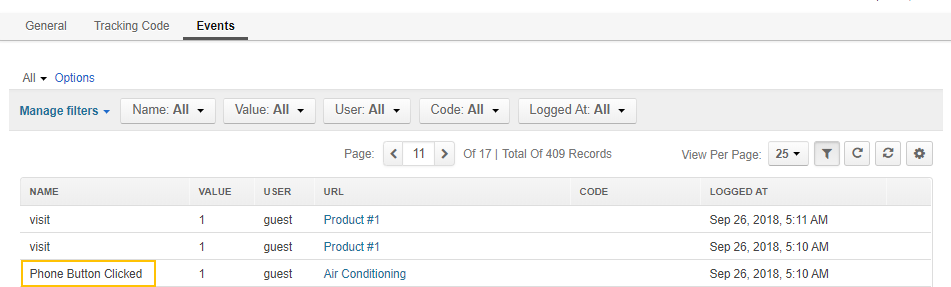 General Tracking Code Events
All Options
Manage filters Name: All Value: All User: All Code: All Logged At: All
Page: 11 Of 17 | Total Of 409 Records View Per Page: 25
NAME VALUE USER URL CODE LOGGED AT
visit 1 guest Product #1 Sep 26, 2018, 5:11 AM
visit 1 guest Product #1 Sep 26, 2018, 5:10 AM
Phone Button Clicked 1 guest Air Conditioning Sep 26, 2018, 5:10 AM